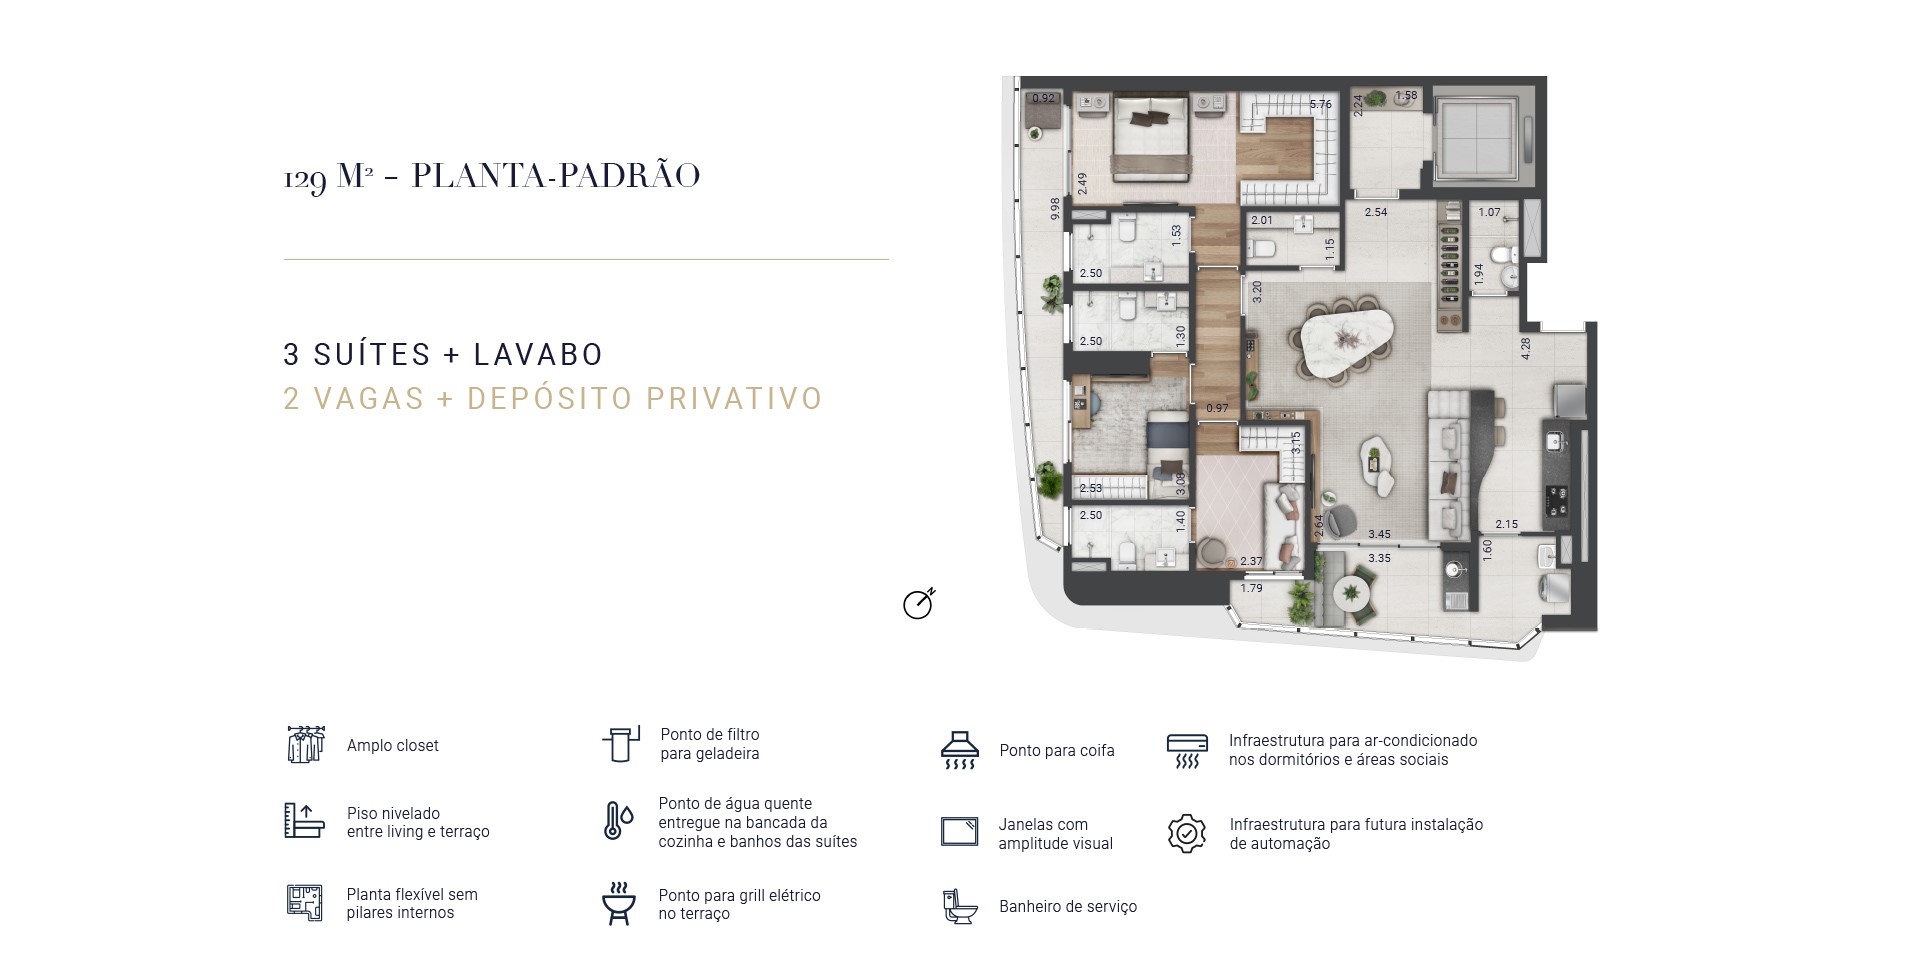 129 M² – PLANTA-PADRÃO
3 SUÍTES + LAVABO
2 VAGAS + DEPÓSITO PRIVATIVO
N
0.92
5.76
2.24
1.58
2.49
9.98
2.01
2.54
1.07
1.53
1.15
2.50
1.94
3.20
2.50
1.30
4.28
0.97
3.15
2.53
3.08
2.50
1.40
2.64
3.45
2.15
2.37
3.35
1.60
1.79
Amplo closet
Piso nivelado
entre living e terraço
Planta flexível sem
pilares internos
Ponto de filtro
para geladeira
Ponto de água quente
entregue na bancada da
cozinha e banhos das suítes
Ponto para grill elétrico
no terraço
Ponto para coifa
Janelas com
amplitude visual
Banheiro de serviço
Infraestrutura para ar-condicionado
nos dormitórios e áreas sociais
Infraestrutura para futura instalação
de automação